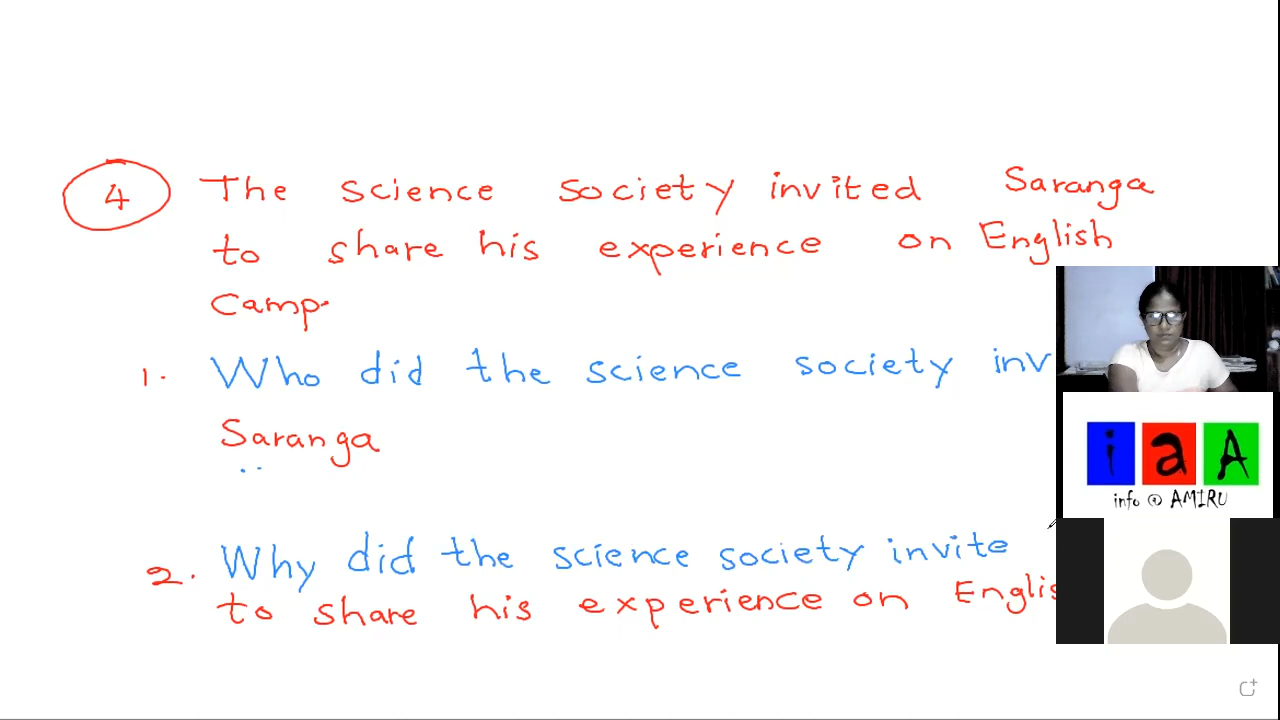 4 The science society invited Saranga
to share his experience on English
Camp.
1. Who did the science society inv
Saranga
2. Why did the science society invite
to share his experience on Englis
i a A
info @ AMIRU